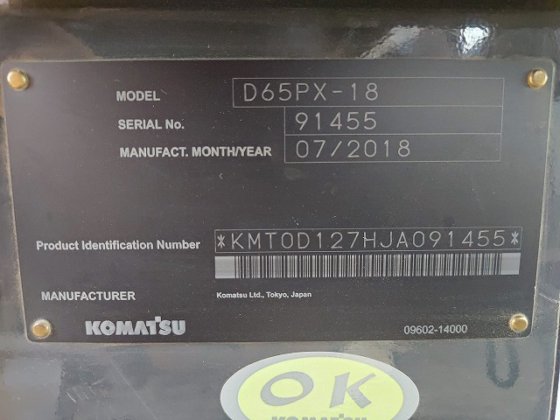 MODEL D65PX-18
SERIAL No. 91455
MANUFACT. MONTH/YEAR 07/2018
Product Identification Number *KMT0D127HJA091455*
MANUFACTURER Komatsu Ltd., Tokyo, Japan
KOMATSU 09602-14000
OK
KOMATSU